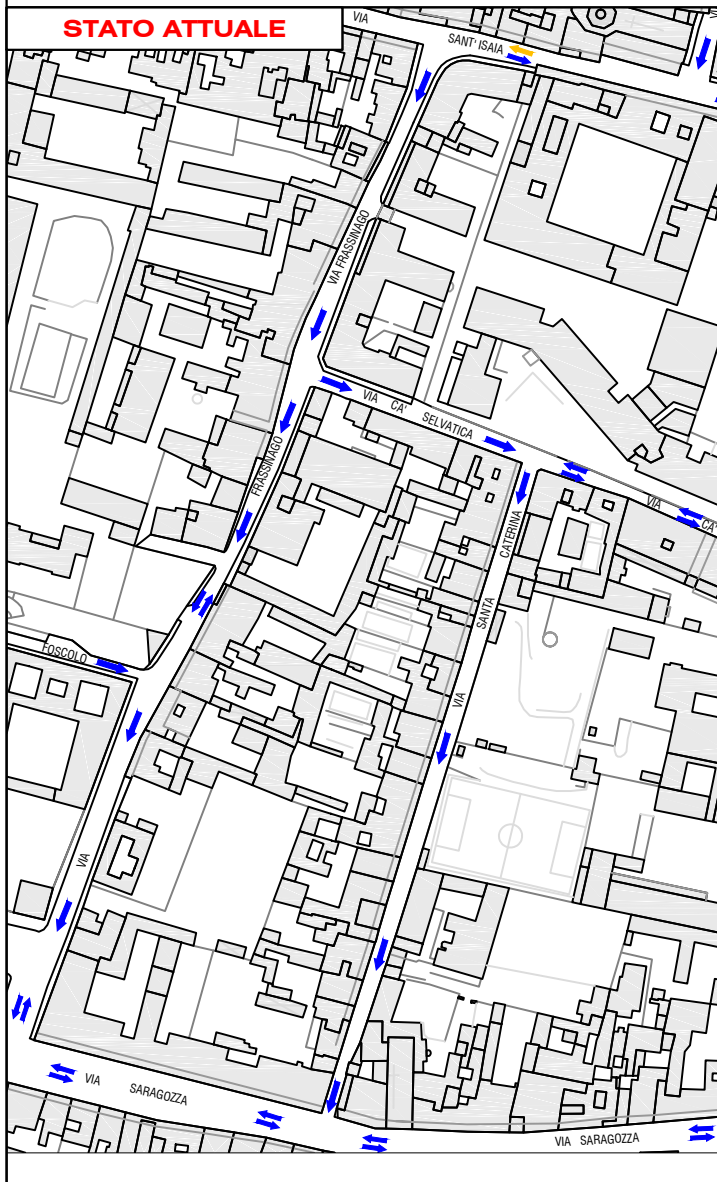 STATO ATTUALE
VIA
SANT' ISAIA
VIA FRASSINAGO
VIA CA' SELVATICA
FRASSINAGO
VIA
CA'
CATERINA
SANTA
VIA
FOSCOLO
VIA
VIA SARAGOZZA
VIA SARAGOZZA